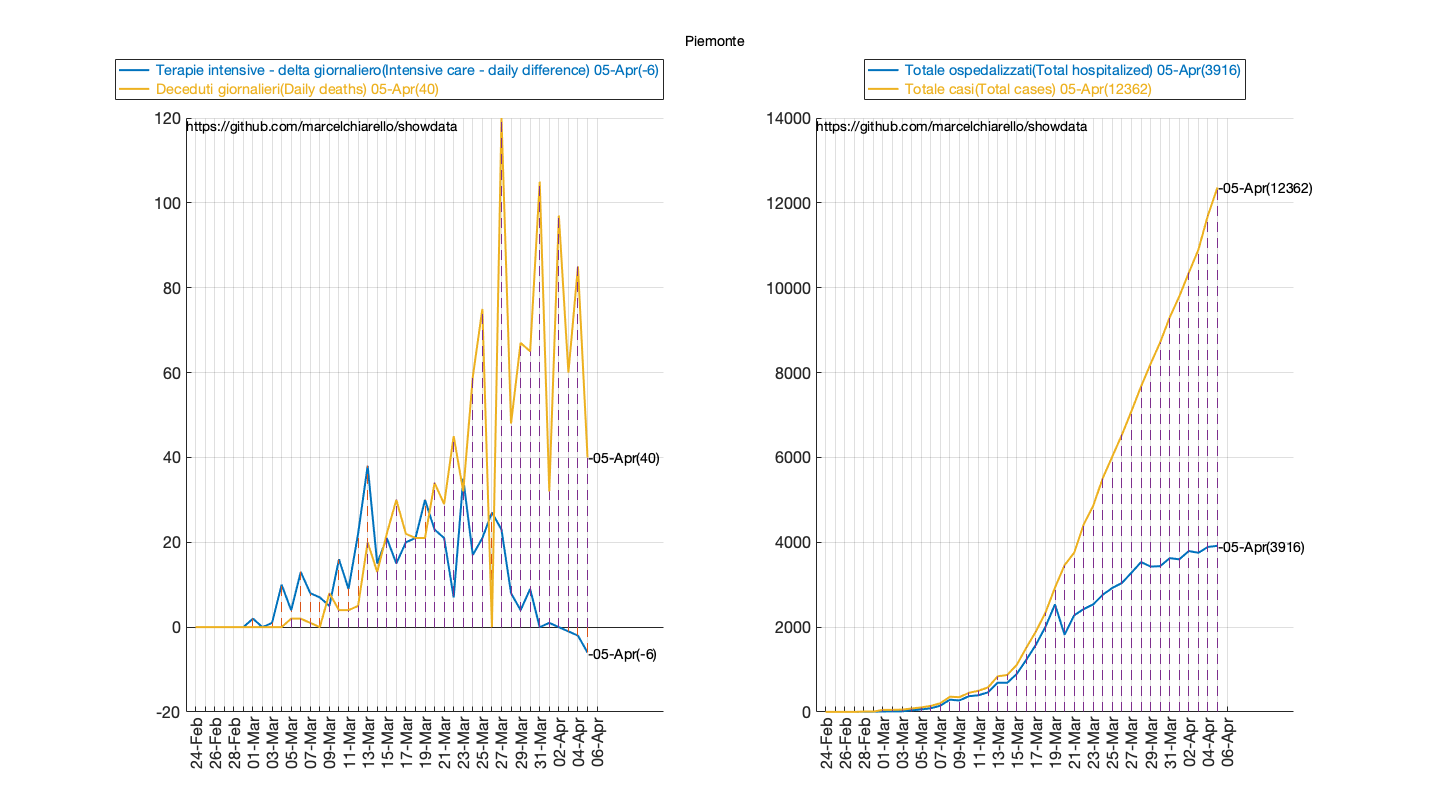 Piemonte
Terapie intensive - delta giornaliero(Intensive care - daily difference) 05-Apr(-6)
Deceduti giornalieri(Daily deaths) 05-Apr(40)
https://github.com/marcelchiarello/showdata
120
100
80
60
40
20
0
-20
-05-Apr(40)
-05-Apr(-6)
24-Feb
26-Feb
28-Feb
01-Mar
03-Mar
05-Mar
07-Mar
09-Mar
11-Mar
13-Mar
15-Mar
17-Mar
19-Mar
21-Mar
23-Mar
25-Mar
27-Mar
29-Mar
31-Mar
02-Apr
04-Apr
06-Apr
Totale ospedalizzati(Total hospitalized) 05-Apr(3916)
Totale casi(Total cases) 05-Apr(12362)
https://github.com/marcelchiarello/showdata
14000
12000
10000
8000
6000
4000
2000
0
-05-Apr(12362)
-05-Apr(3916)
24-Feb
26-Feb
28-Feb
01-Mar
03-Mar
05-Mar
07-Mar
09-Mar
11-Mar
13-Mar
15-Mar
17-Mar
19-Mar
21-Mar
23-Mar
25-Mar
27-Mar
29-Mar
31-Mar
02-Apr
04-Apr
06-Apr